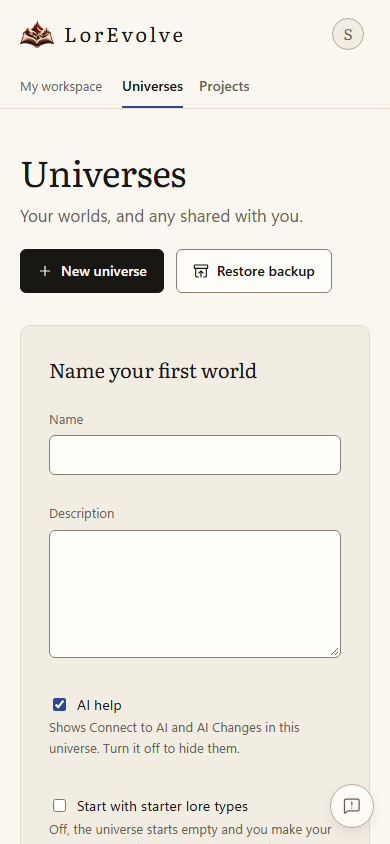 LorEvolve
S
My workspace
Universes
Projects
Universes
Your worlds, and any shared with you.
New universe
Restore backup
Name your first world
Name
Description
AI help
Shows Connect to AI and AI Changes in this
universe. Turn it off to hide them.
Start with starter lore types
Off, the universe starts empty and you make your